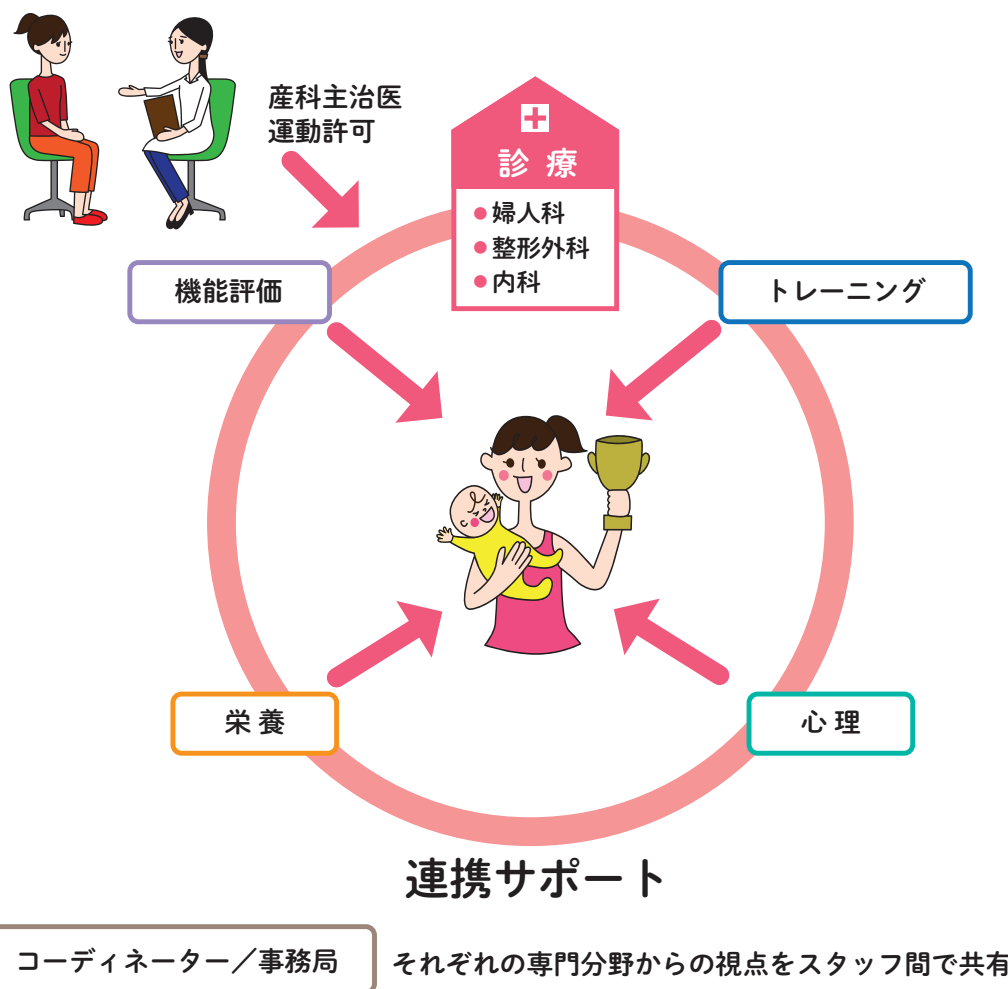 産科主治医
運動許可
診療
婦人科
整形外科
内科
機能評価
トレーニング
栄養
心理
連携サポート
コーディネーター／事務局
それぞれの専門分野からの視点をスタッフ間で共有